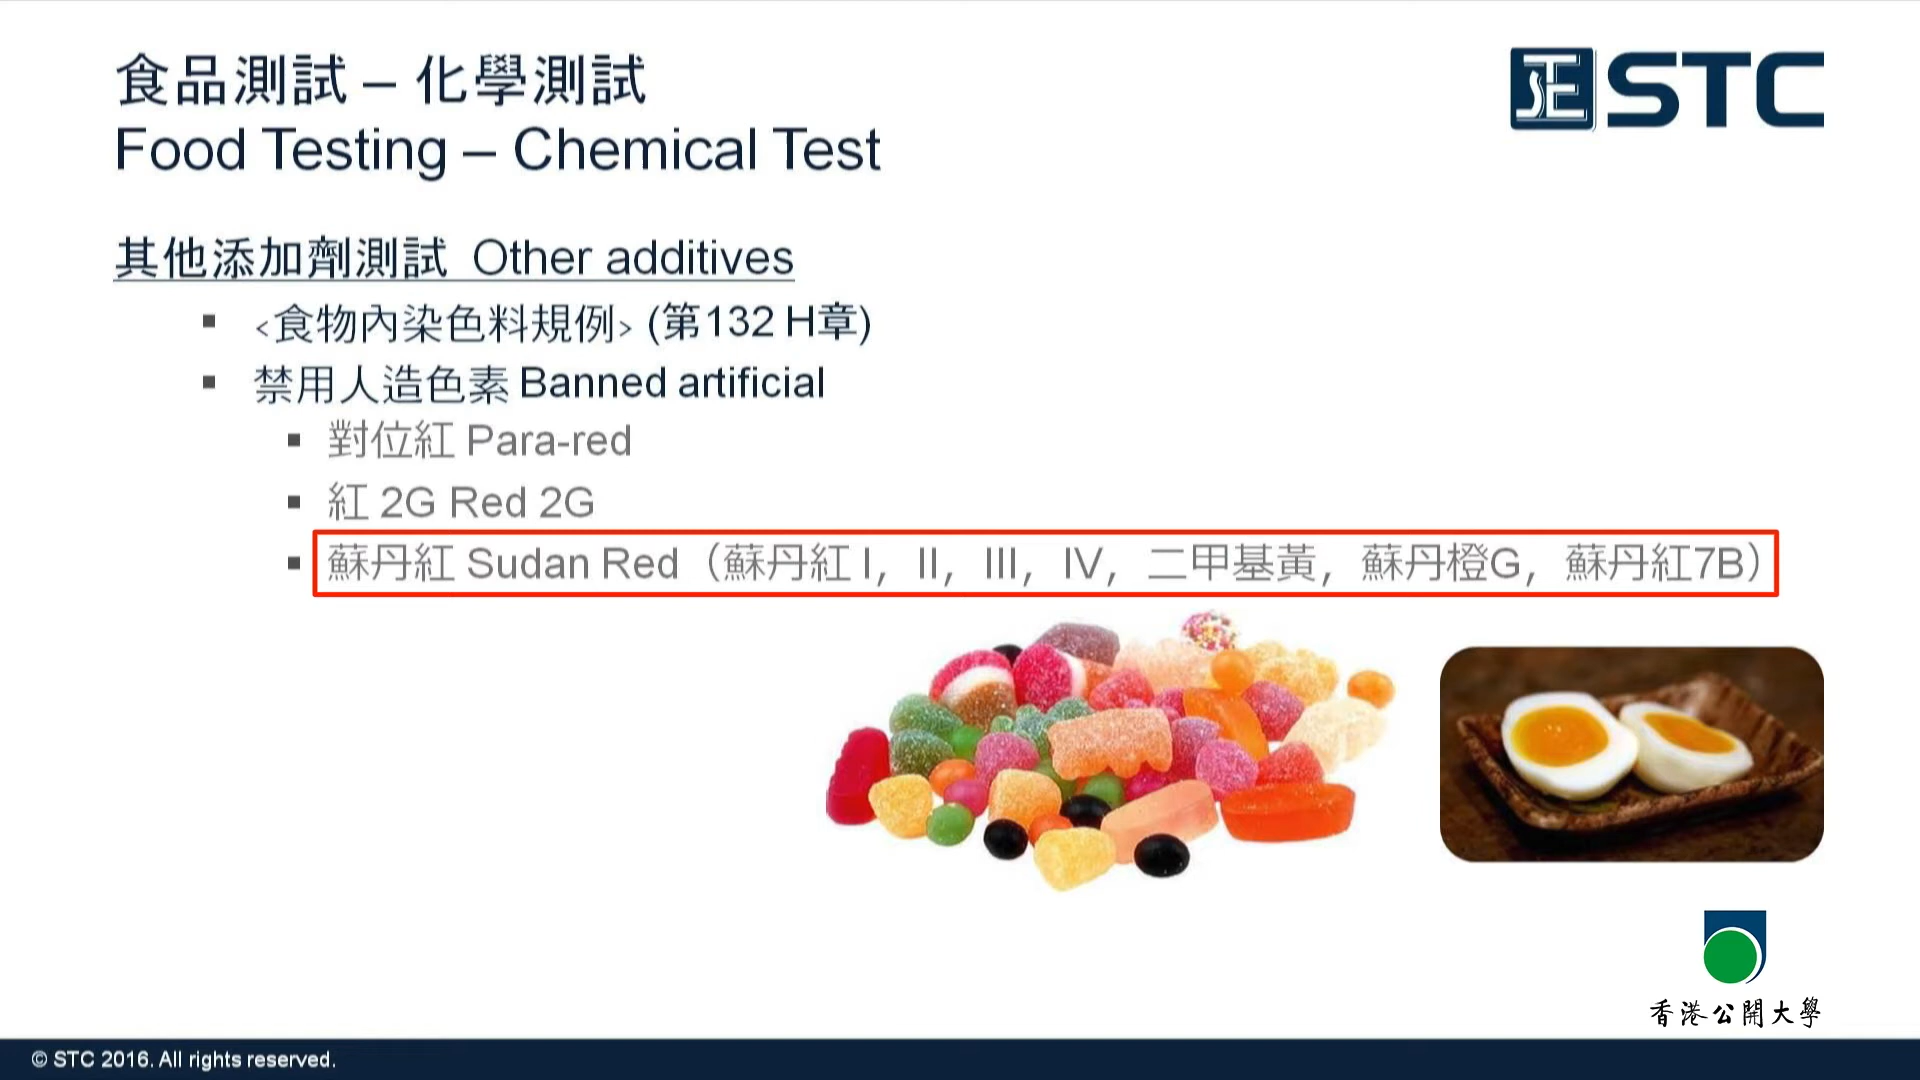 食品測試 – 化學測試
Food Testing – Chemical Test
STC
其他添加劑測試 Other additives
▪ <食物內染色料規例> (第132 H章)
▪ 禁用人造色素 Banned artificial
▪ 對位紅 Para-red
▪ 紅 2G Red 2G
▪ 蘇丹紅 Sudan Red（蘇丹紅 I，II，III，IV，二甲基黃，蘇丹橙G，蘇丹紅7B）
香港公開大學
© STC 2016. All rights reserved.